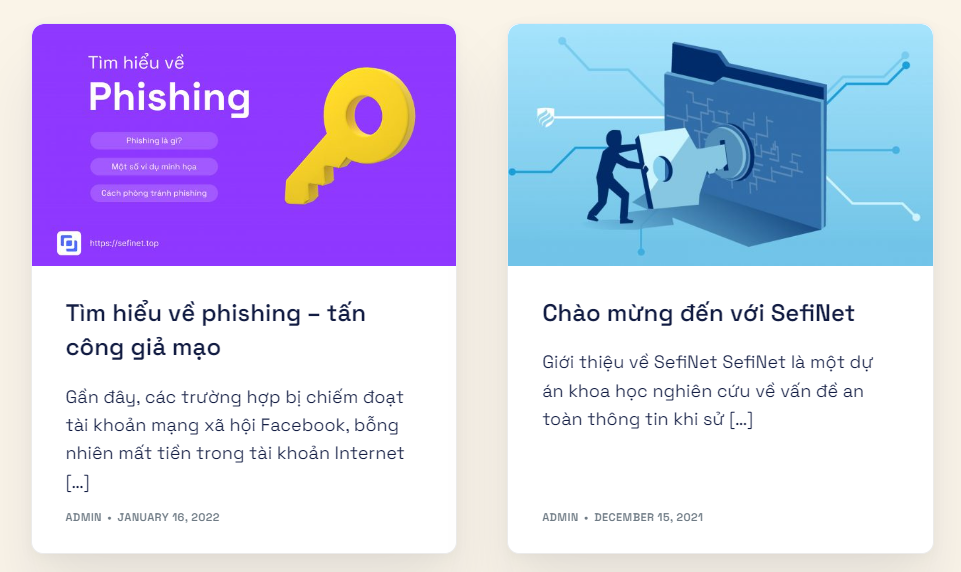 Tìm hiểu về
Phishing
Phishing là gì?
Một số ví dụ minh họa
Cách phòng tránh phishing
https://sefinet.top
Tìm hiểu về phishing – tấn
công giả mạo
Gần đây, các trường hợp bị chiếm đoạt
tài khoản mạng xã hội Facebook, bỗng
nhiên mất tiền trong tài khoản Internet
[...]
ADMIN • JANUARY 16, 2022
Chào mừng đến với SefiNet
Giới thiệu về SefiNet SefiNet là một dự
án khoa học nghiên cứu về vấn đề an
toàn thông tin khi sử [...]
ADMIN • DECEMBER 15, 2021